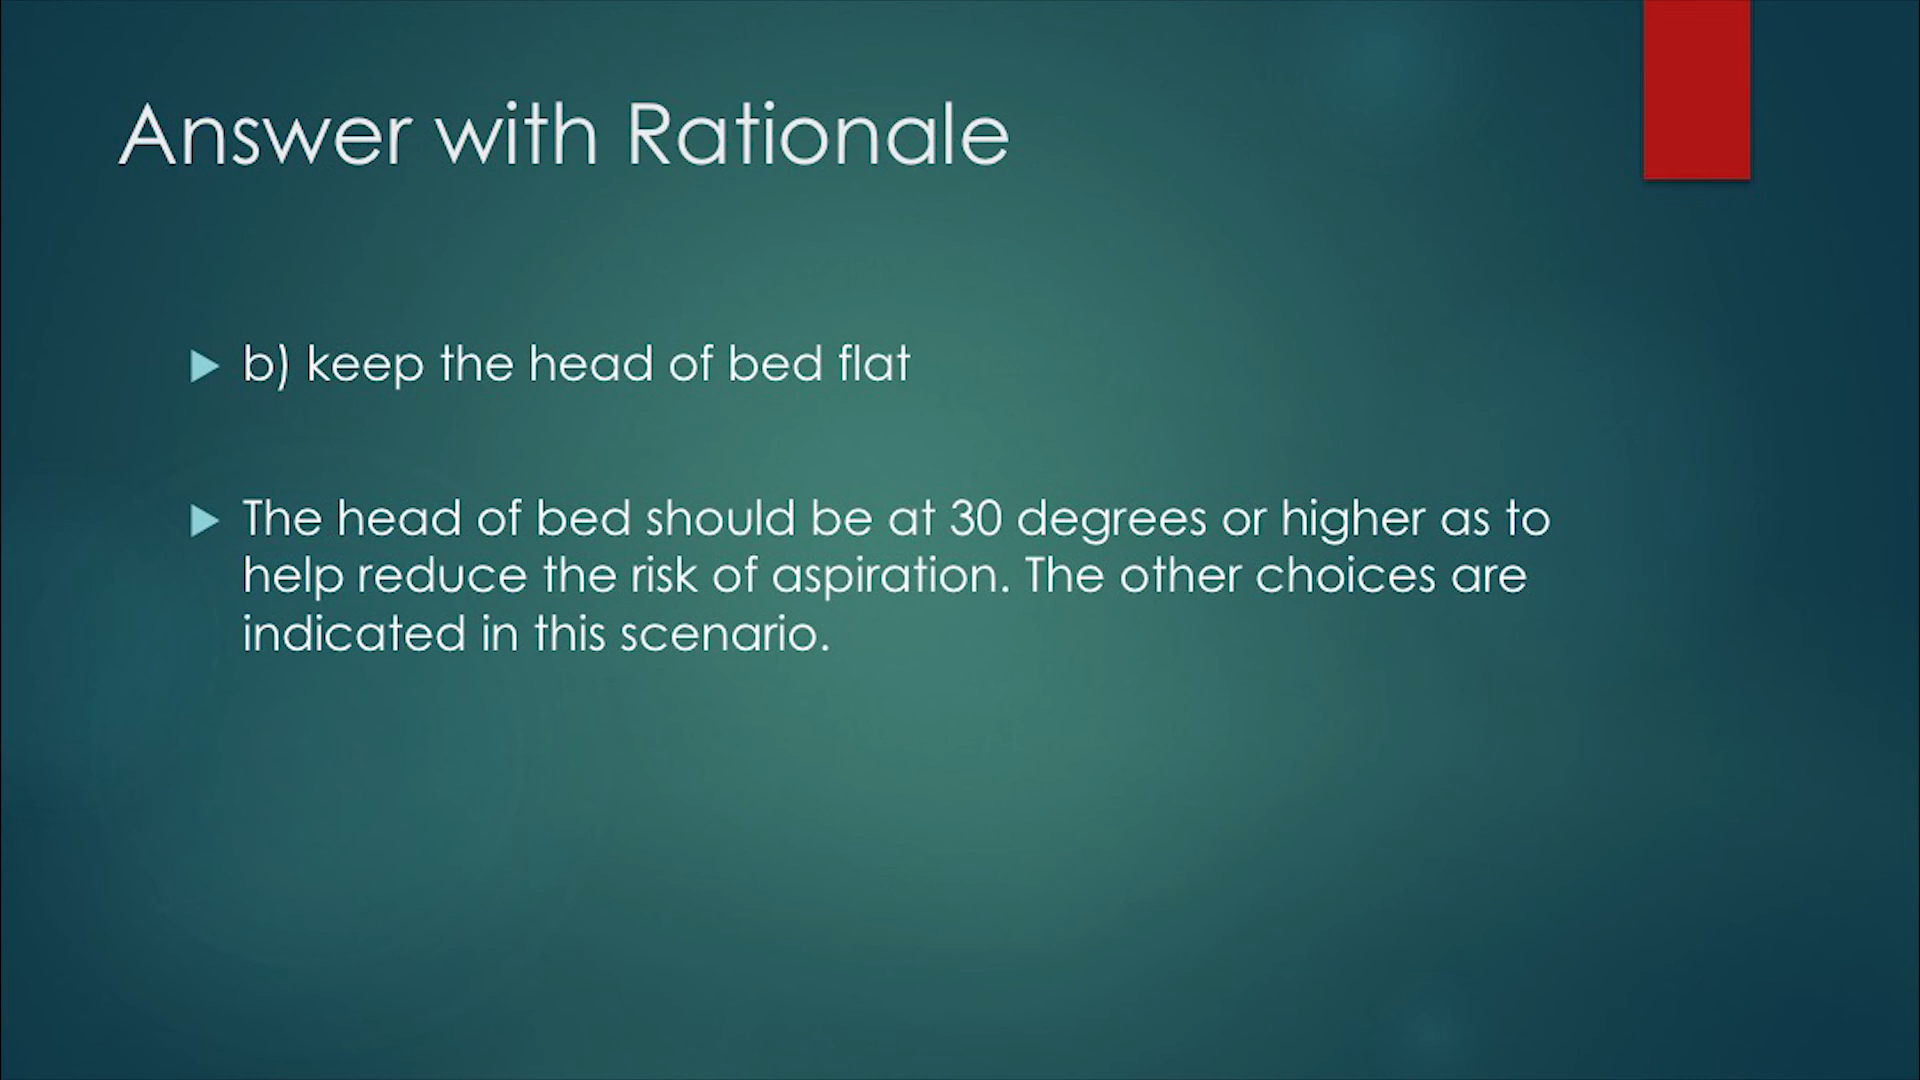 Answer with Rationale
b) keep the head of bed flat
The head of bed should be at 30 degrees or higher as to
help reduce the risk of aspiration. The other choices are
indicated in this scenario.